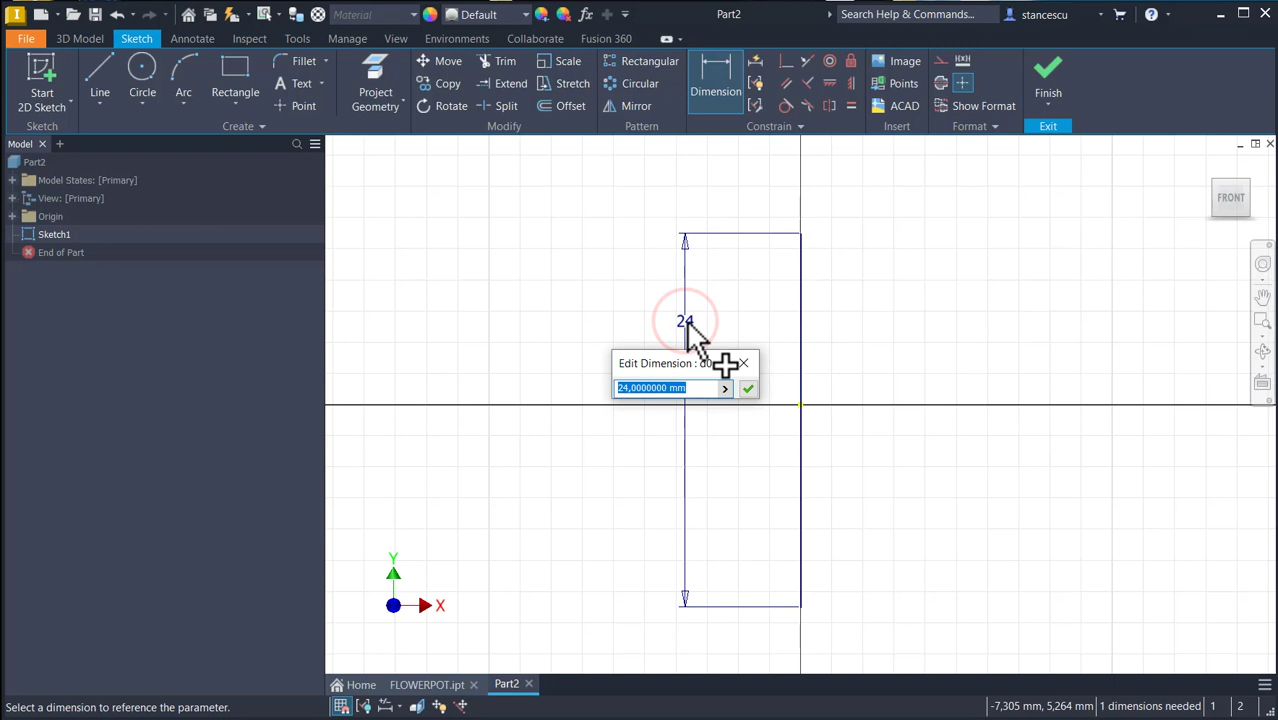 Material
Default
Part2
Search Help & Commands...
stancescu
File
3D Model
Sketch
Annotate
Inspect
Tools
Manage
View
Environments
Collaborate
Fusion 360
Start
2D Sketch
Line
Circle
Arc
Rectangle
Fillet
Text
Point
Project
Geometry
Move
Copy
Rotate
Trim
Extend
Split
Scale
Stretch
Offset
Rectangular
Circular
Mirror
Dimension
Image
Points
ACAD
Show Format
Finish
Sketch
Create
Modify
Pattern
Constrain
Insert
Format
Exit
Model
Part2
Model States: [Primary]
View: [Primary]
Origin
Sketch1
End of Part
FRONT
24
Edit Dimension : d0
24,0000000 mm
Y
X
Home
FLOWERPOT.ipt
Part2
Select a dimension to reference the parameter.
-7,305 mm, 5,264 mm
1 dimensions needed
1
2